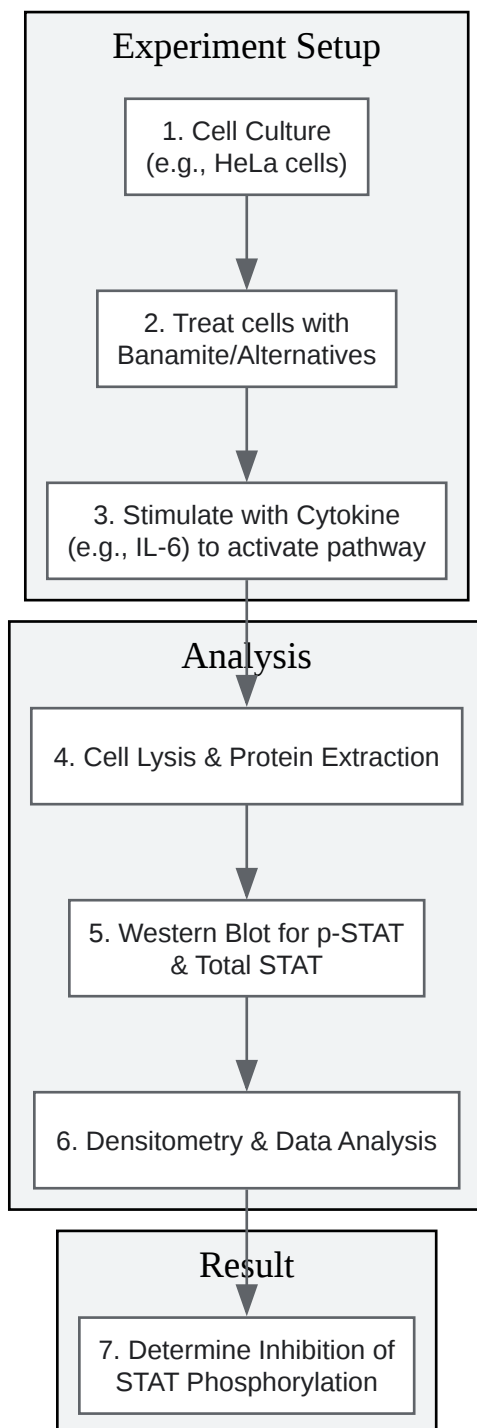 Experiment Setup
1. Cell Culture
(e.g., HeLa cells)
2. Treat cells with
Banamite/Alternatives
3. Stimulate with Cytokine
(e.g., IL-6) to activate pathway
Analysis
4. Cell Lysis & Protein Extraction
5. Western Blot for p-STAT
& Total STAT
6. Densitometry & Data Analysis
Result
7. Determine Inhibition of
STAT Phosphorylation